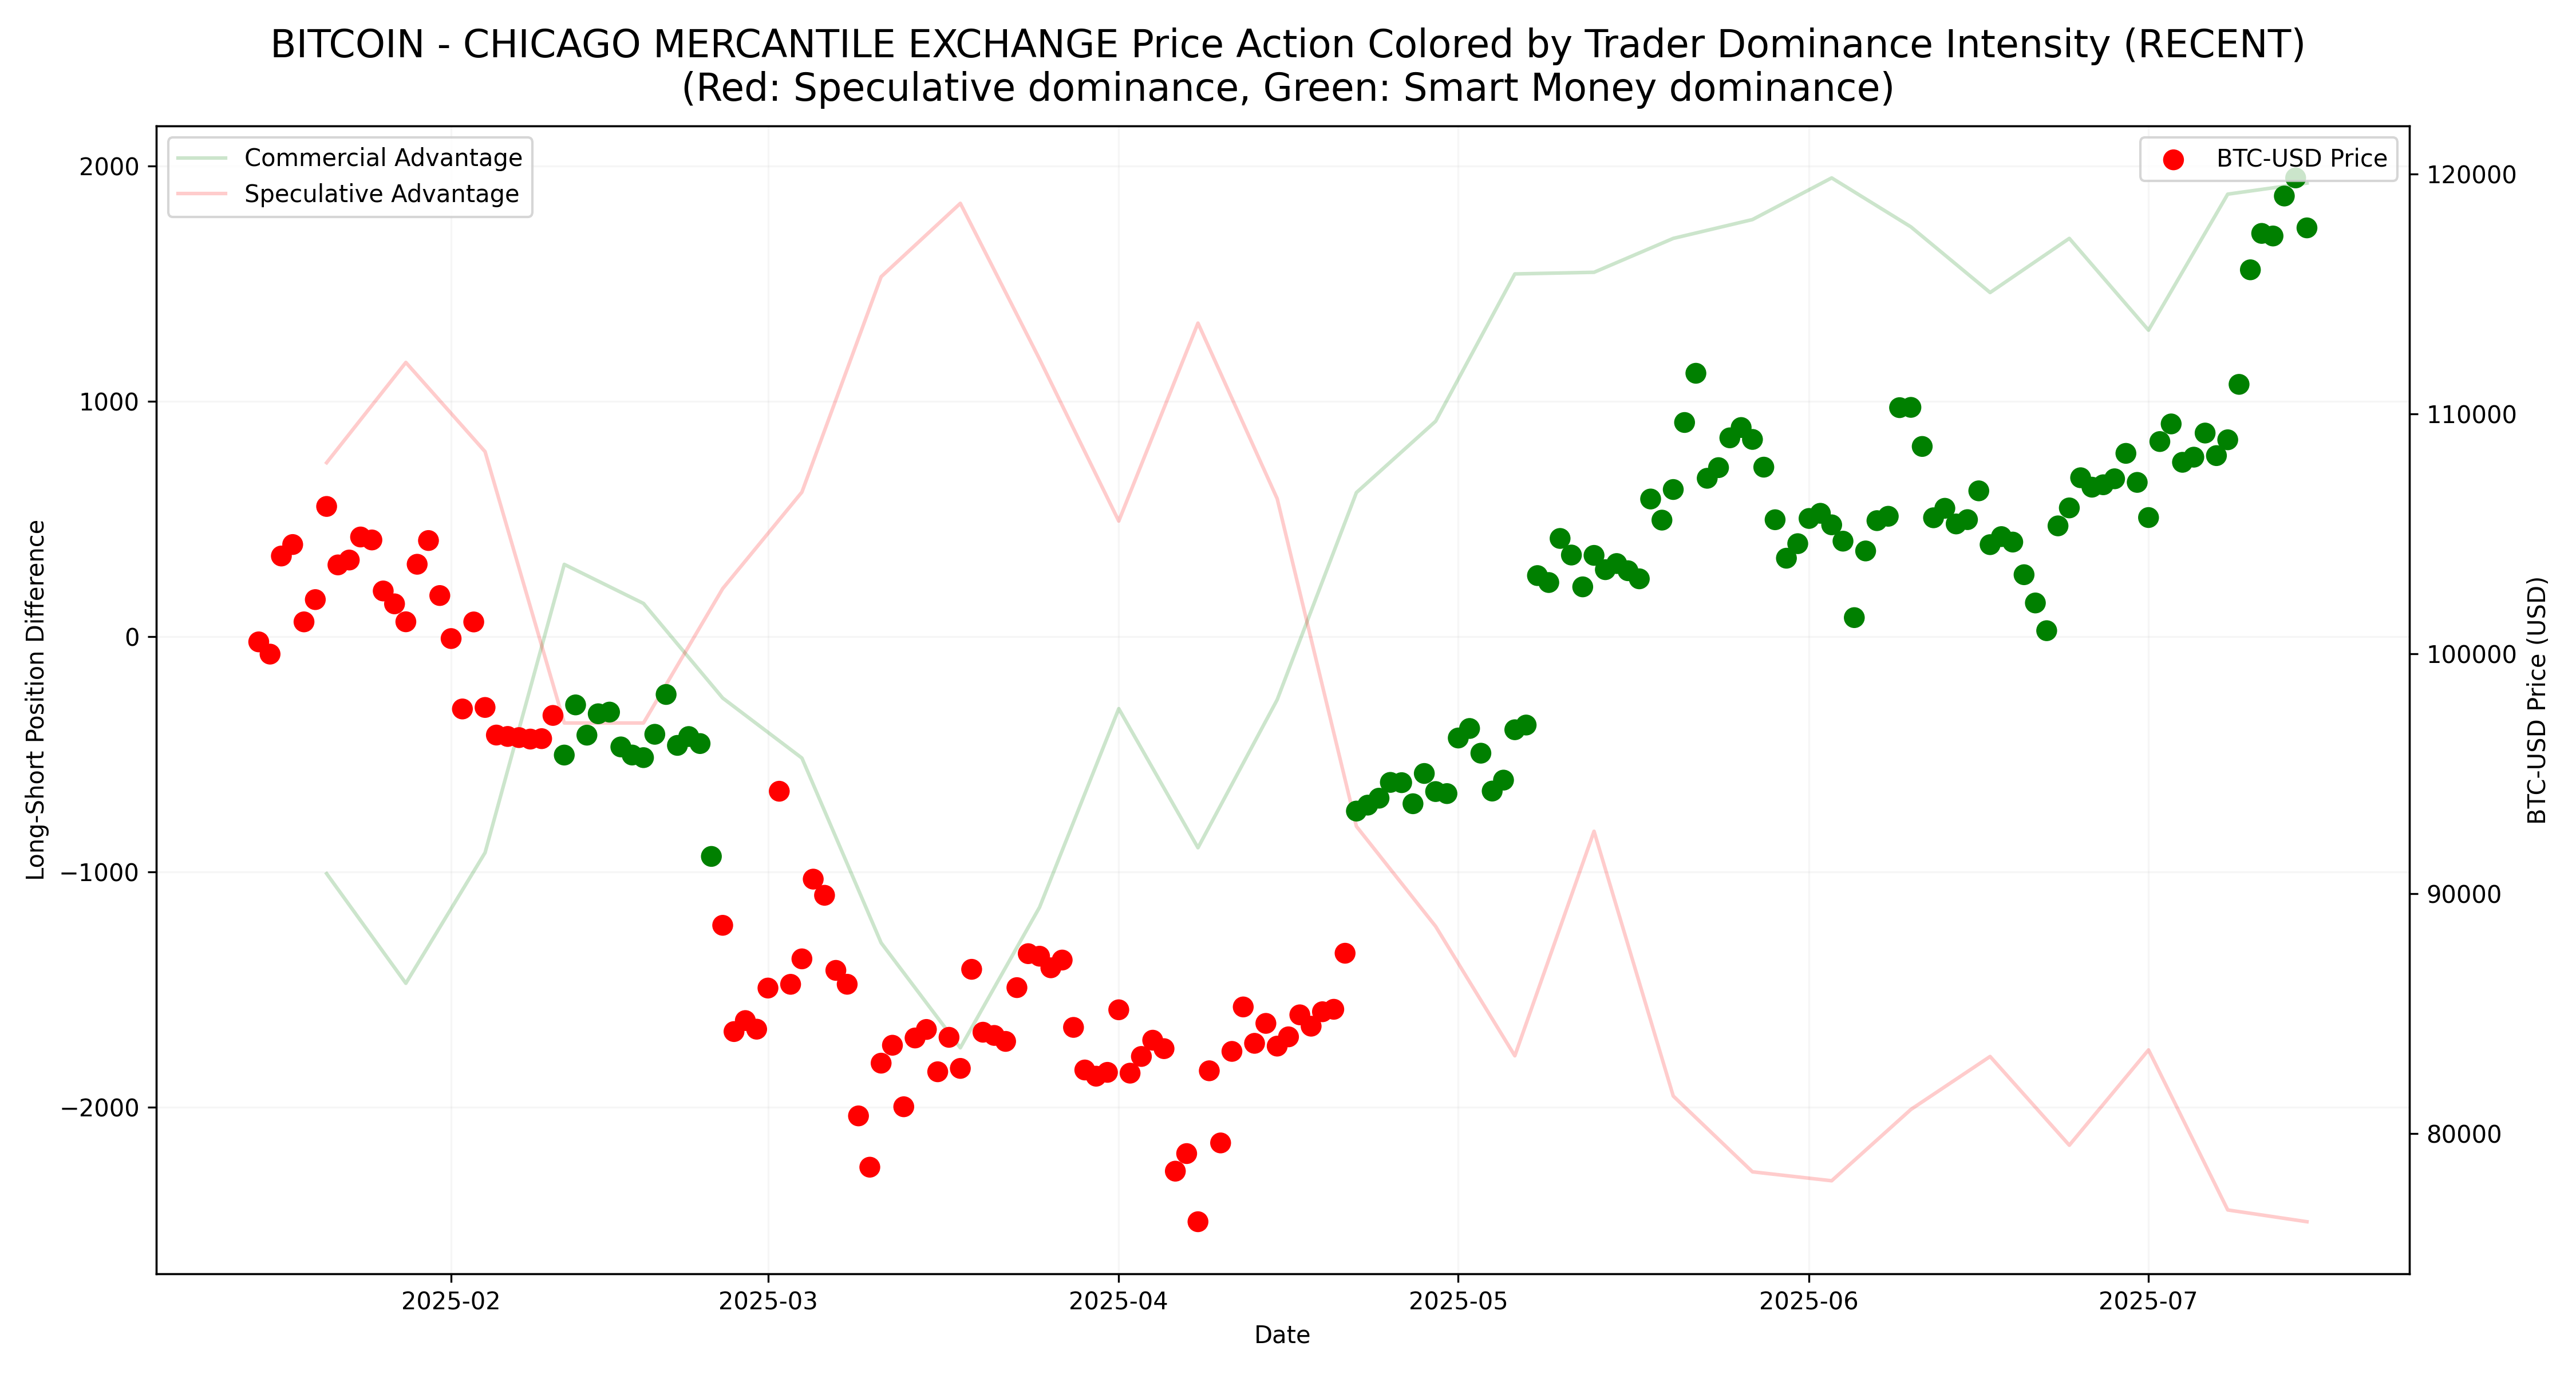 BITCOIN - CHICAGO MERCANTILE EXCHANGE Price Action Colored by Trader Dominance Intensity (RECENT)
(Red: Speculative dominance, Green: Smart Money dominance)
Commercial Advantage
Speculative Advantage
BTC-USD Price
2000
1000
0
−1000
−2000
Long-Short Position Difference
120000
110000
100000
90000
80000
BTC-USD Price (USD)
2025-02
2025-03
2025-04
2025-05
2025-06
2025-07
Date